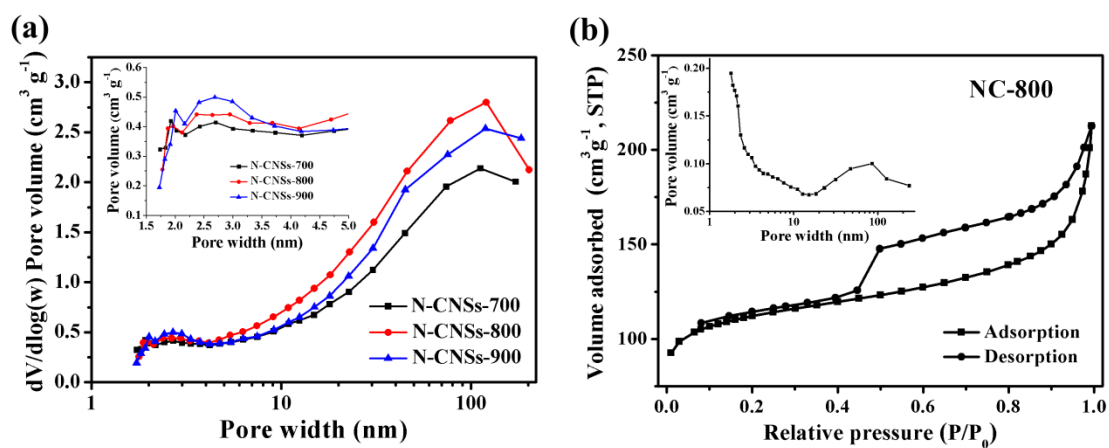 (a)
dV/dlog(w) Pore volume (cm³ g⁻¹)
3.0
2.5
2.0
1.5
1.0
0.5
0.0
1
10
100
Pore width (nm)
N-CNSs-700
N-CNSs-800
N-CNSs-900
Pore volume (cm³ g⁻¹)
0.6
0.5
0.4
0.3
0.2
0.1
1.5 2.0 2.5 3.0 3.5 4.0 4.5 5.0
Pore width (nm)
N-CNSs-700
N-CNSs-800
N-CNSs-900
(b)
Volume adsorbed (cm³ g⁻¹, STP)
250
200
150
100
50
0.0 0.2 0.4 0.6 0.8 1.0
Relative pressure (P/P₀)
NC-800
Adsorption
Desorption
Pore volume (cm³ g⁻¹)
0.20
0.15
0.10
0.05
1 10 100
Pore width (nm)